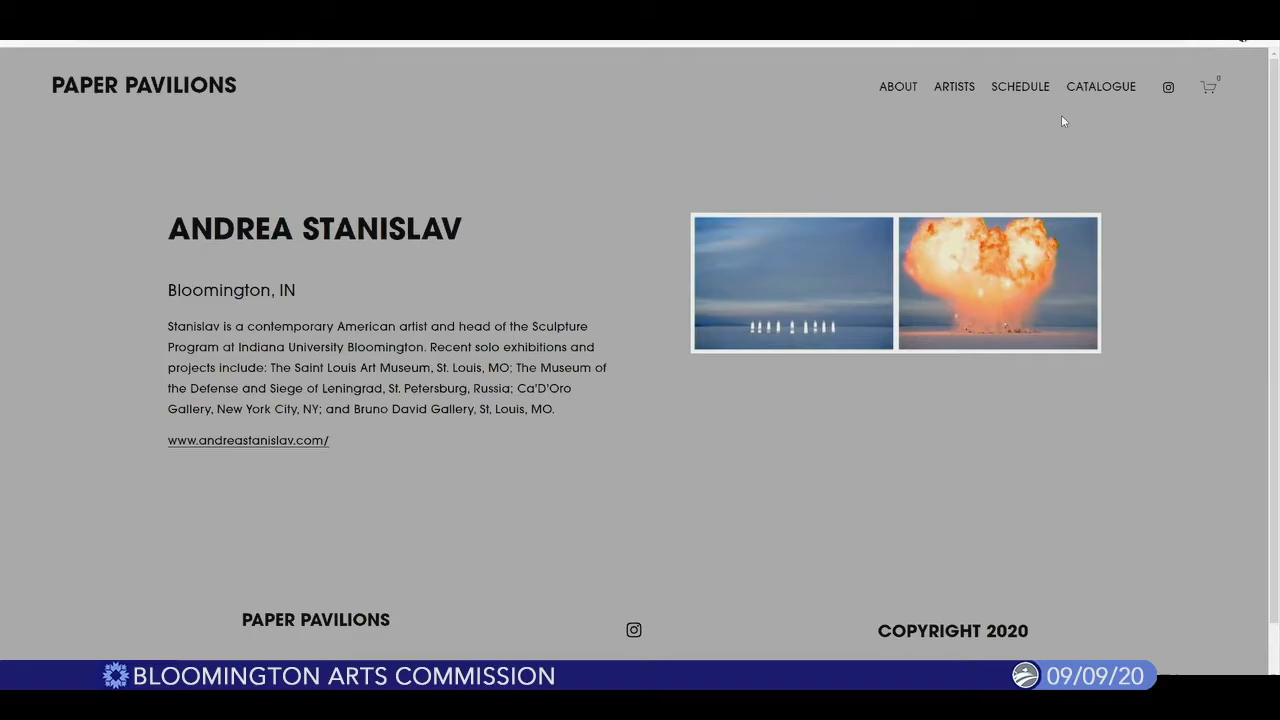 PAPER PAVILIONS
ABOUT ARTISTS SCHEDULE CATALOGUE 0
ANDREA STANISLAV
Bloomington, IN
Stanislav is a contemporary American artist and head of the Sculpture
Program at Indiana University Bloomington. Recent solo exhibitions and
projects include: The Saint Louis Art Museum, St. Louis, MO; The Museum of
the Defense and Siege of Leningrad, St. Petersburg, Russia; Ca'D'Oro
Gallery, New York City, NY; and Bruno David Gallery, St, Louis, MO.
www.andreastanislav.com/
PAPER PAVILIONS
COPYRIGHT 2020
BLOOMINGTON ARTS COMMISSION
09/09/20